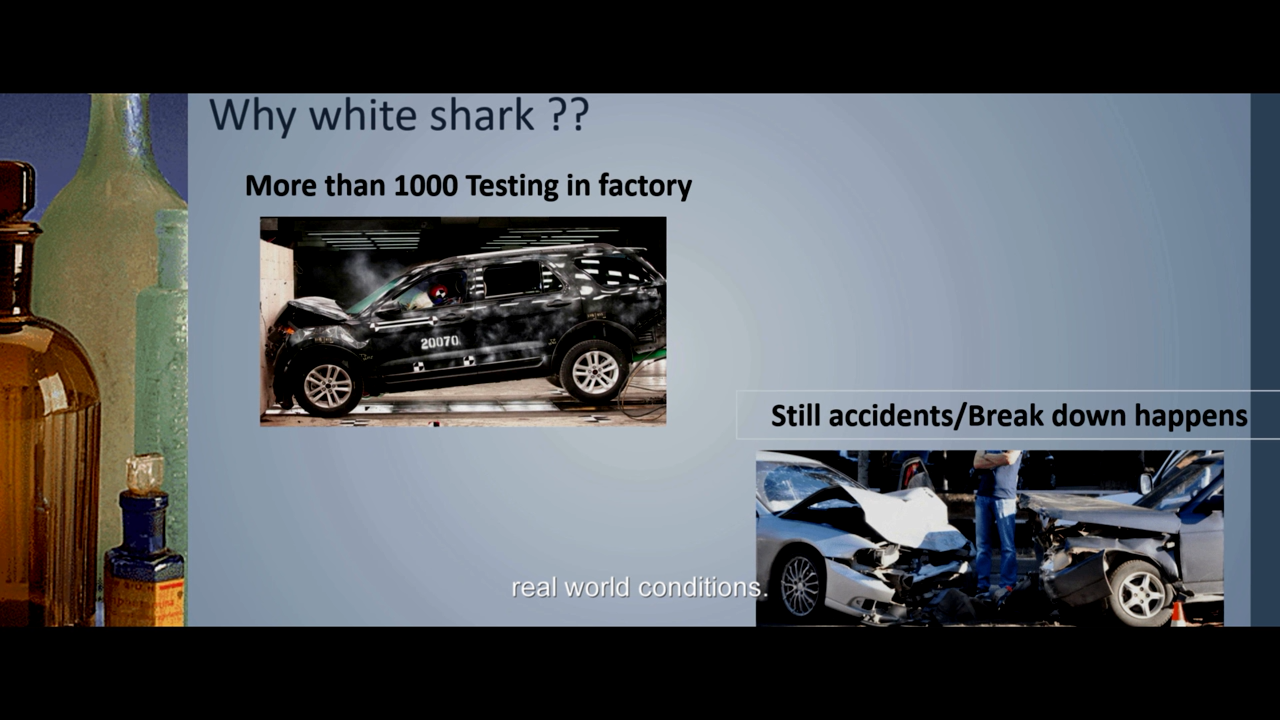 Why white shark ??
More than 1000 Testing in factory
20070
Still accidents/Break down happens
real world conditions.